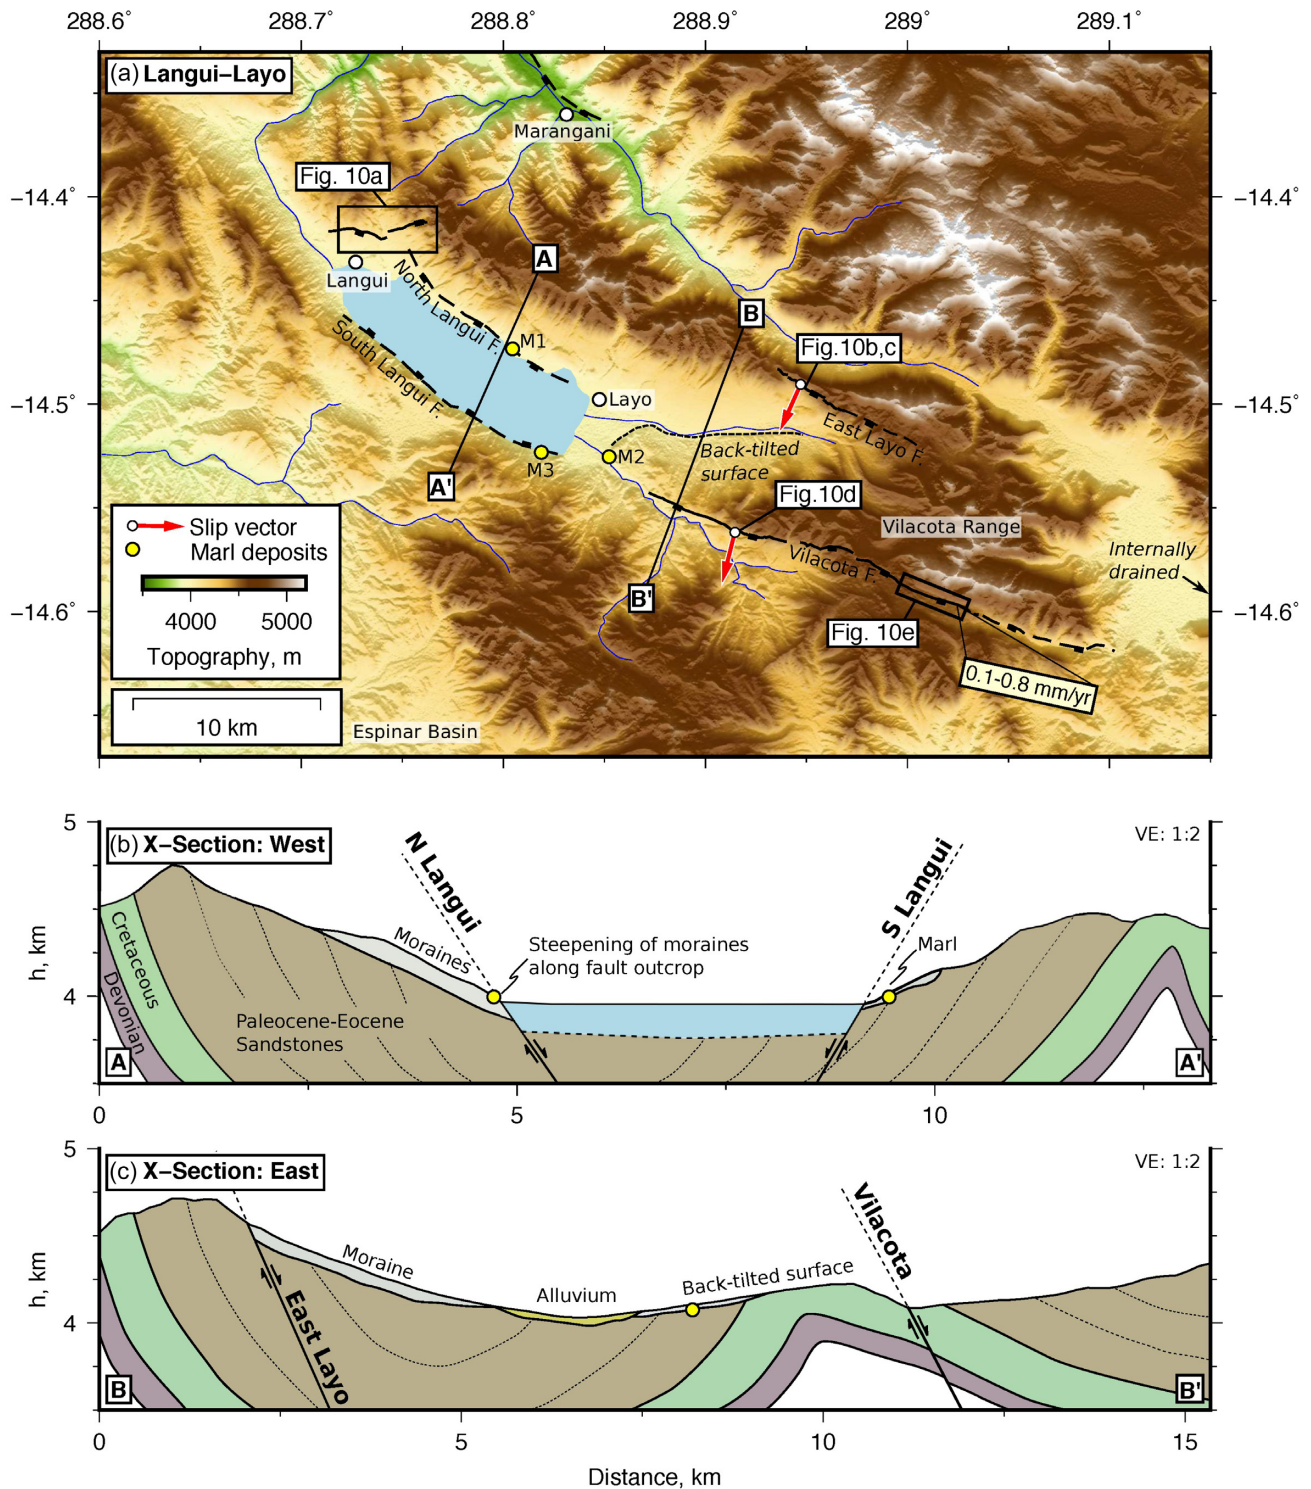 288.6° 288.7° 288.8° 288.9° 289° 289.1°
(a) Langui–Layo
Marangani
Fig. 10a
−14.4° −14.4°
A
Langui
North Langui F.
B
M1
Fig.10b,c
South Langui F.
Layo
−14.5° −14.5°
East Layo F.
M3
M2
Back-tilted
surface
A'
Fig.10d
Slip vector
Vilacota Range
Marl deposits
Internally
drained
Vilacota F.
4000 5000
Topography, m
B'
−14.6° −14.6°
Fig. 10e
0.1-0.8 mm/yr
10 km
Espinar Basin
5
(b) X−Section: West
VE: 1:2
N Langui
S Langui
h, km
Cretaceous
Moraines
Steepening of moraines
along fault outcrop
Marl
4
Devonian
Paleocene-Eocene
Sandstones
A
A'
0 5 10
5
(c) X−Section: East
VE: 1:2
Vilacota
h, km
Moraine
Alluvium
Back-tilted surface
4
East Layo
B
B'
0 5 10 15
Distance, km